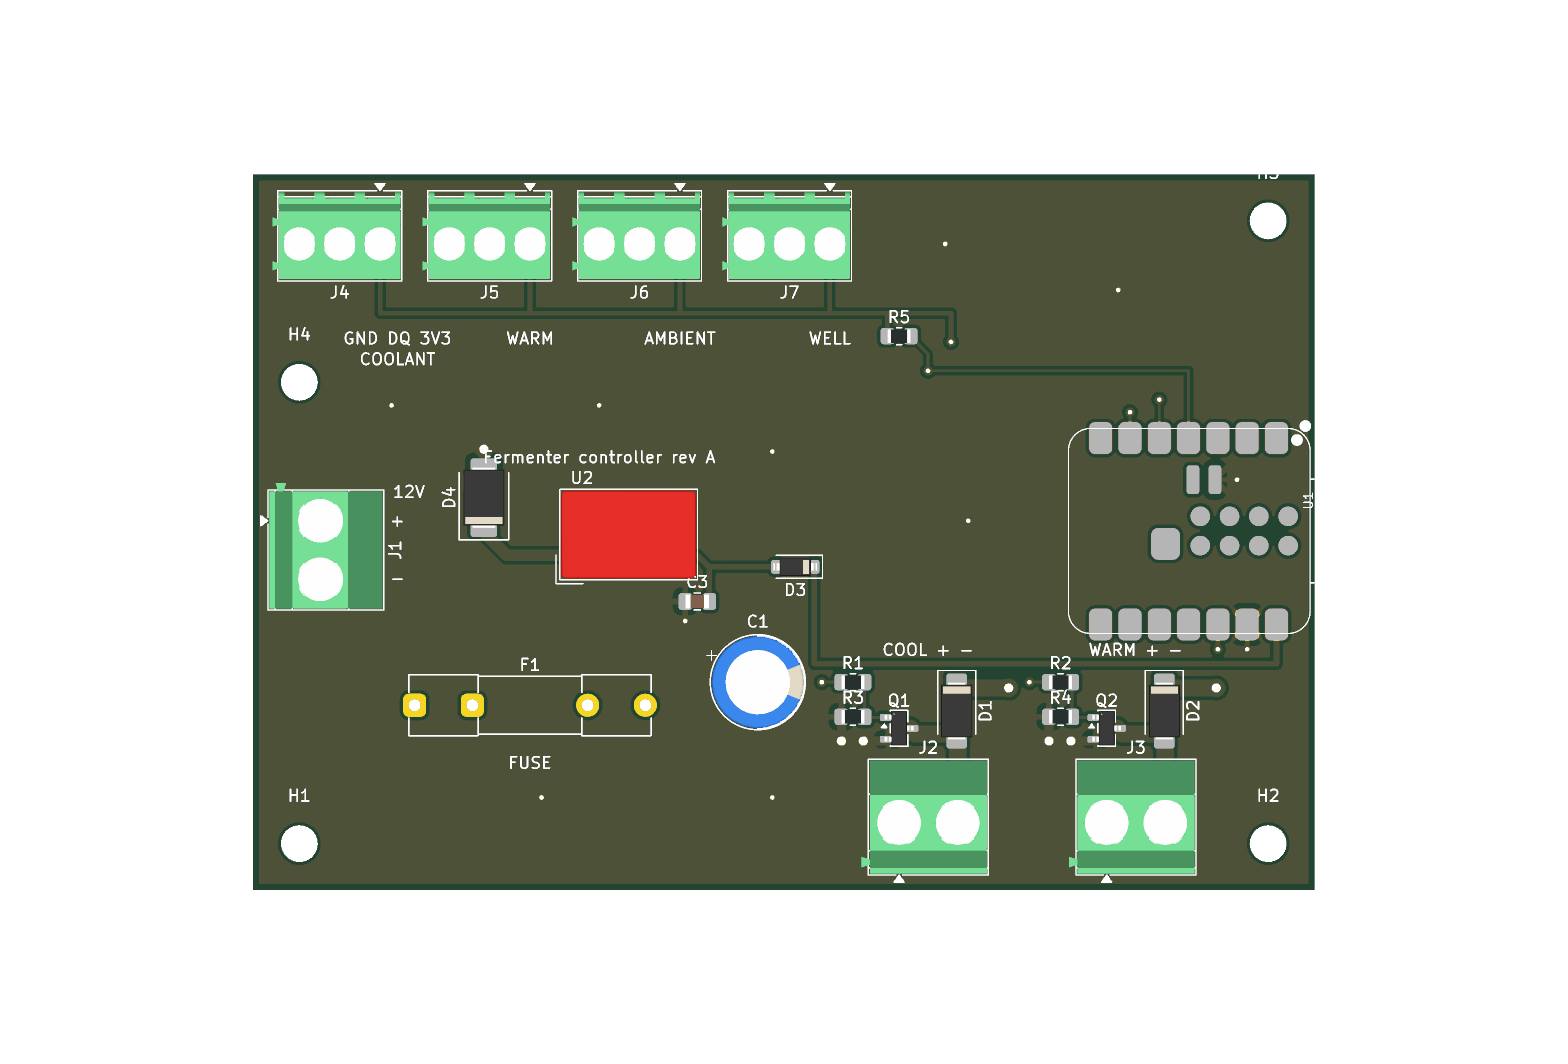 H3
J4
J5
J6
J7
R5
H4
GND DQ 3V3
COOLANT
WARM
AMBIENT
WELL
Fermenter controller rev A
U2
D4
12V
+
J1
-
U1
C3
D3
C1
+
F1
FUSE
COOL + -
WARM + -
R1
R3
Q1
D1
J2
R2
R4
Q2
D2
J3
H1
H2